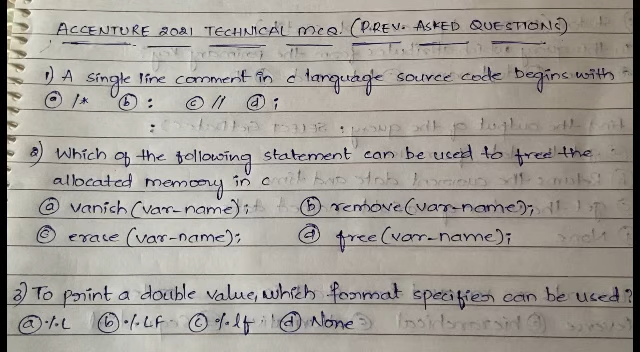 ACCENTURE 2021 TECHNICAL MCQ. (PREV. ASKED QUESTIONS)
1) A single line comment in c language source code begins with -
ⓐ /* ⓑ : ⓒ // ⓓ ;
2) Which of the following statement can be used to free the
allocated memory in c
ⓐ vanich (var-name); ⓑ remove(var-name);
ⓒ erase (var-name); ⓓ free(var-name);
3) To print a double value, which format specifier can be used?
ⓐ %L ⓑ %LF ⓒ %lf ⓓ None